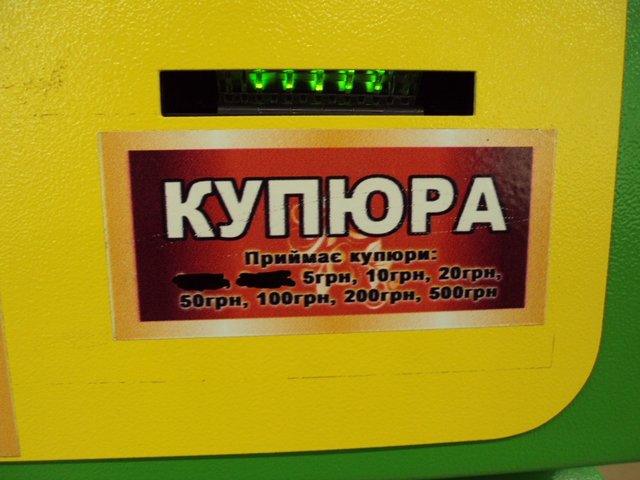 КУПЮРА
Приймає купюри:
5грн, 10грн, 20грн,
50грн, 100грн, 200грн, 500грн